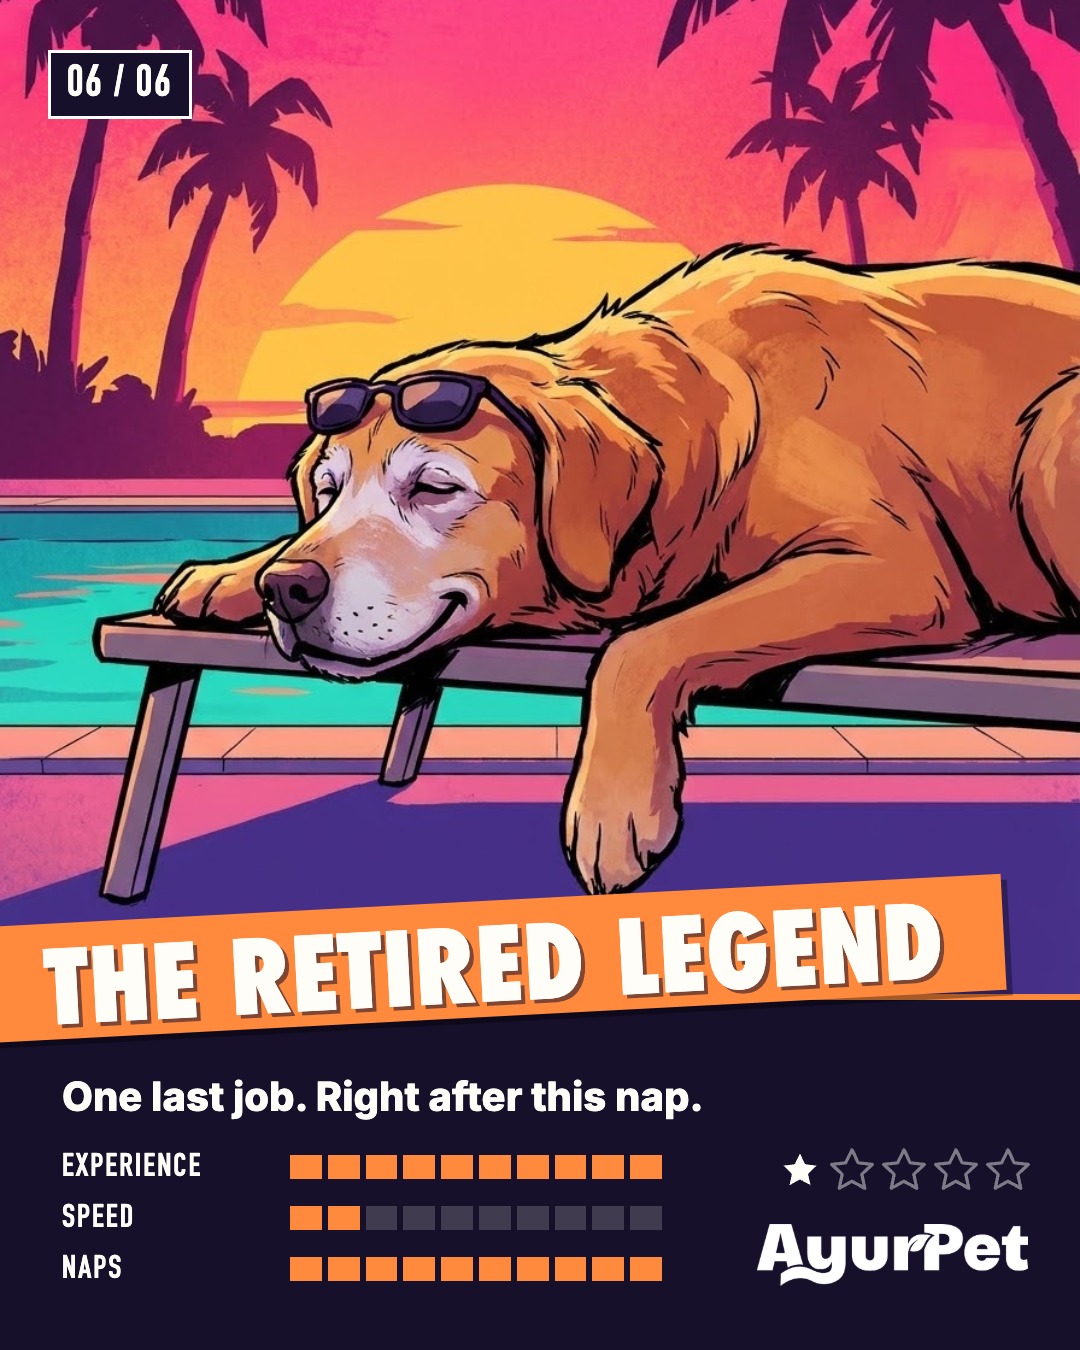 06 / 06
THE RETIRED LEGEND
One last job. Right after this nap.
EXPERIENCE
SPEED
NAPS
AyurPet